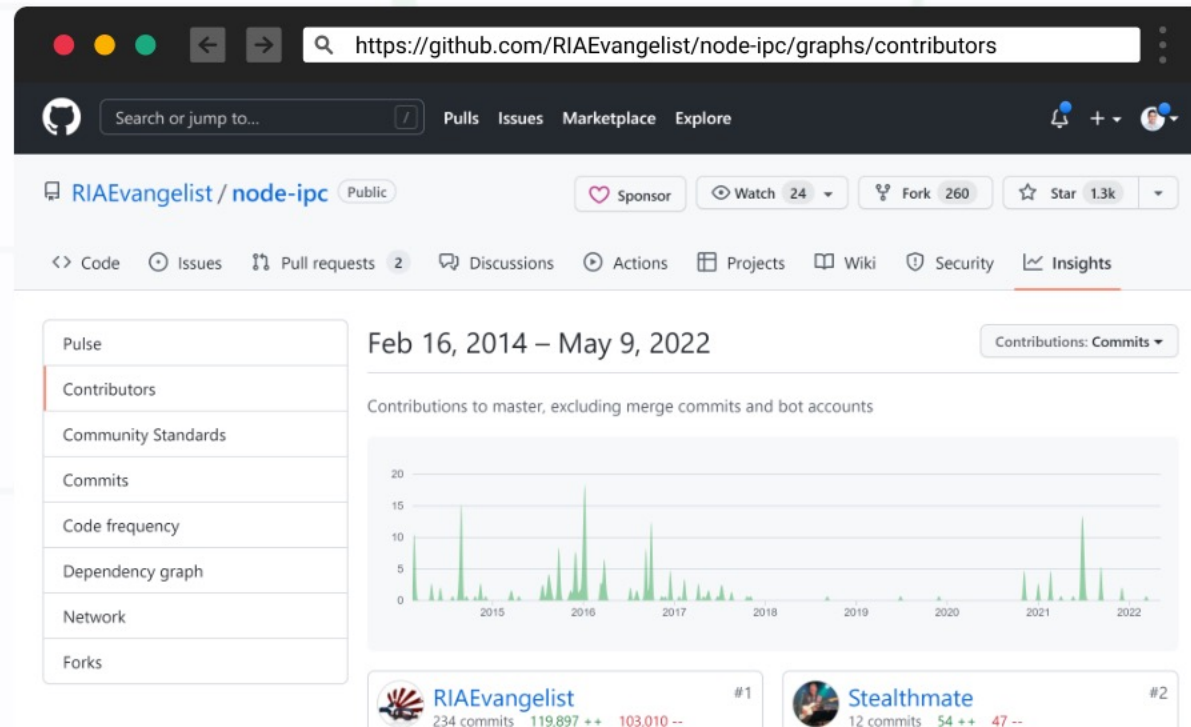 https://github.com/RIAEvangelist/node-ipc/graphs/contributors
Search or jump to... / Pulls Issues Marketplace Explore
RIAEvangelist / node-ipc Public Sponsor Watch 24 Fork 260 Star 1.3k
Code Issues Pull requests 2 Discussions Actions Projects Wiki Security Insights
Pulse
Contributors
Community Standards
Commits
Code frequency
Dependency graph
Network
Forks
Feb 16, 2014 – May 9, 2022 Contributions: Commits
Contributions to master, excluding merge commits and bot accounts
20
15
10
5
0
2015 2016 2017 2018 2019 2020 2021 2022
RIAEvangelist #1
234 commits 119,897 ++ 103,010 --
Stealthmate #2
12 commits 54 ++ 47 --